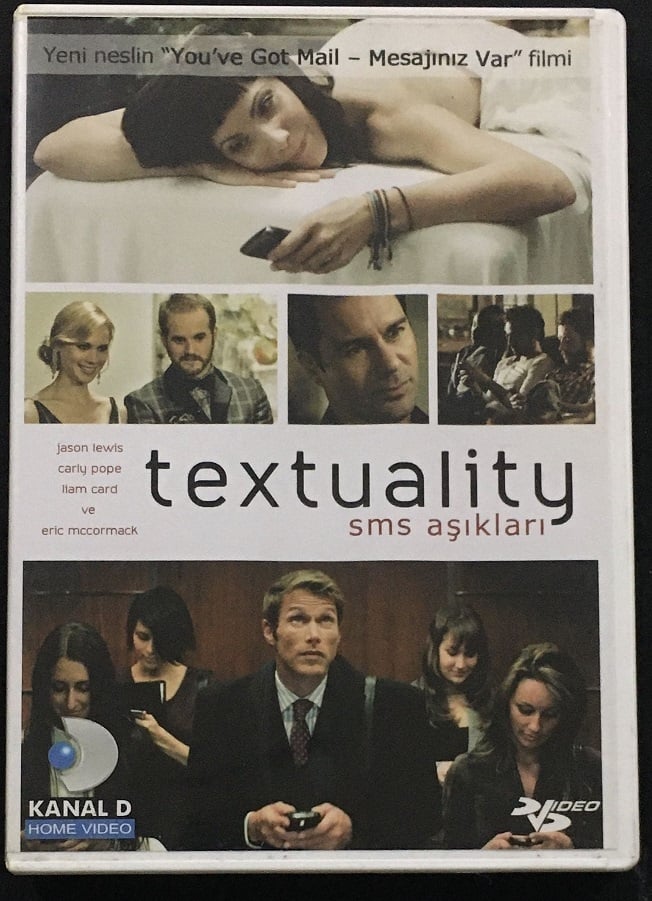 Yeni neslin "You've Got Mail – Mesajınız Var" filmi
jason lewis
carly pope
liam card
ve
eric mccormack
textuality
sms aşıkları
KANAL D
HOME VIDEO
VIDEO